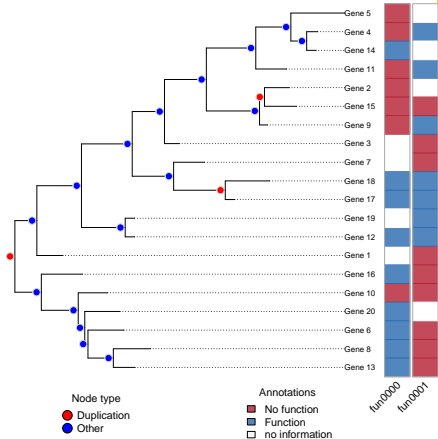 Gene 5
Gene 4
Gene 14
Gene 11
Gene 2
Gene 15
Gene 9
Gene 3
Gene 7
Gene 18
Gene 17
Gene 19
Gene 12
Gene 1
Gene 16
Gene 10
Gene 20
Gene 6
Gene 8
Gene 13
fun0000
fun0001
Node type
Duplication
Other
Annotations
No function
Function
no information